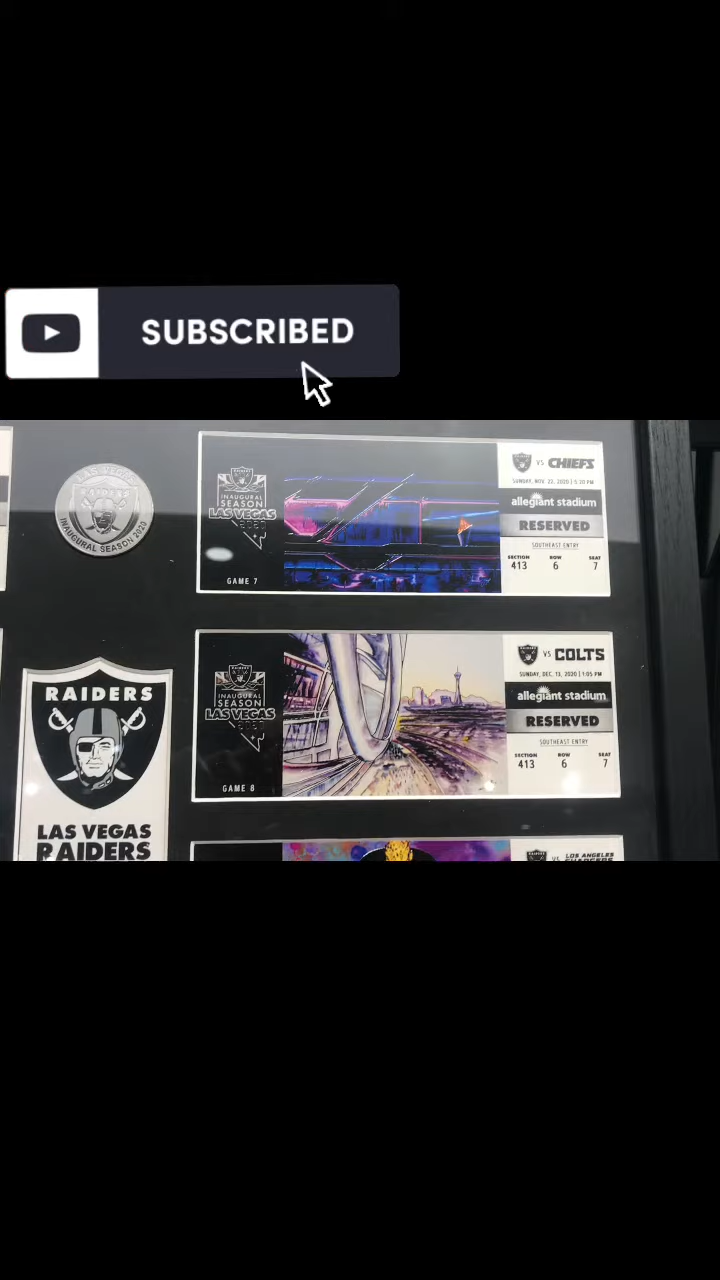 SUBSCRIBED
LAS VEGAS
RAIDERS
INAUGURAL SEASON 2020
INAUGURAL
SEASON
LAS VEGAS
2020
GAME 7
VS CHIEFS
SUNDAY, NOV. 22, 2020 | 5:20 PM
allegiant stadium
RESERVED
SOUTHEAST ENTRY
SECTION ROW SEAT
413 6 7
RAIDERS
LAS VEGAS
RAIDERS
INAUGURAL
SEASON
LAS VEGAS
2020
GAME 8
VS COLTS
SUNDAY, DEC. 13, 2020 | 1:05 PM
allegiant stadium
RESERVED
SOUTHEAST ENTRY
SECTION ROW SEAT
413 6 7
VS LOS ANGELES
CHARGERS